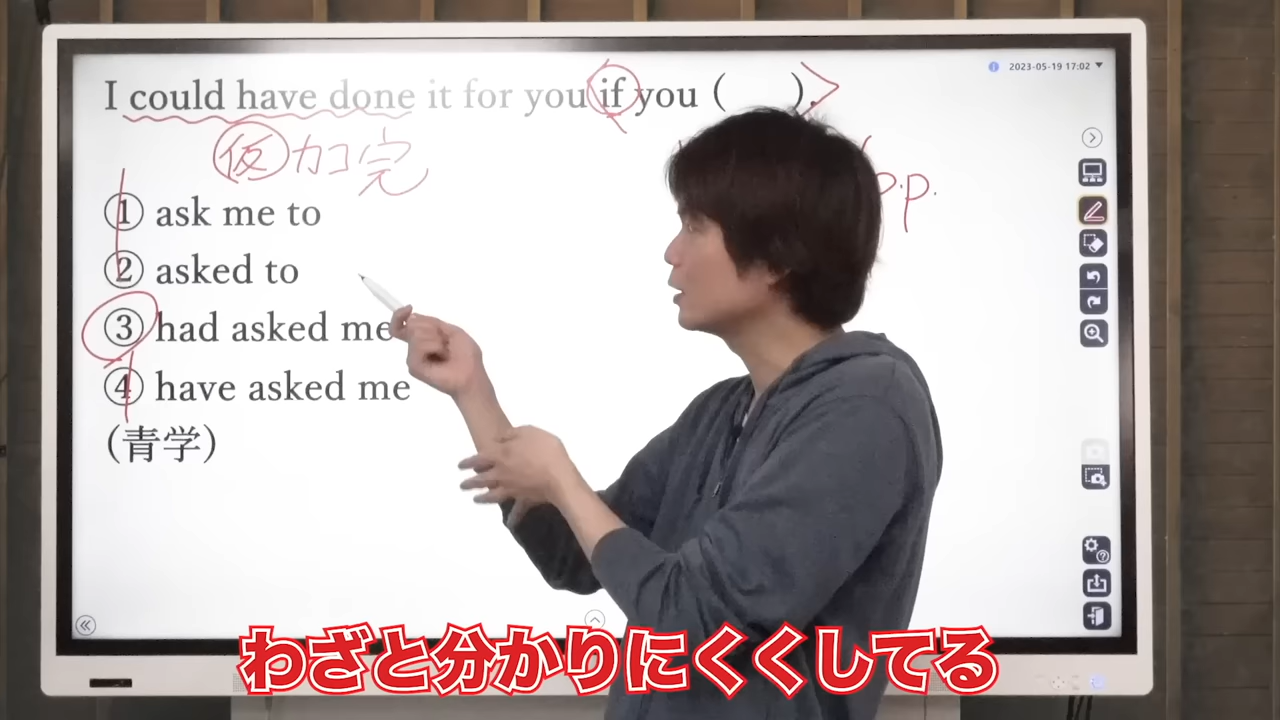 I could have done it for you if you (     ).
2023-05-19 17:02
仮 カコ完
p.p.
① ask me to
② asked to
③ had asked me
④ have asked me
(青学)
わざと分かりにくくしてる